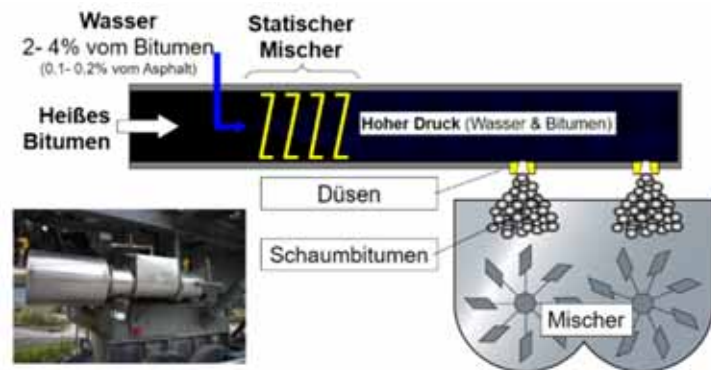 Wasser
2- 4% vom Bitumen
(0.1- 0.2% vom Asphalt)
Statischer
Mischer
Heißes
Bitumen
Hoher Druck (Wasser & Bitumen)
Düsen
Schaumbitumen
Mischer